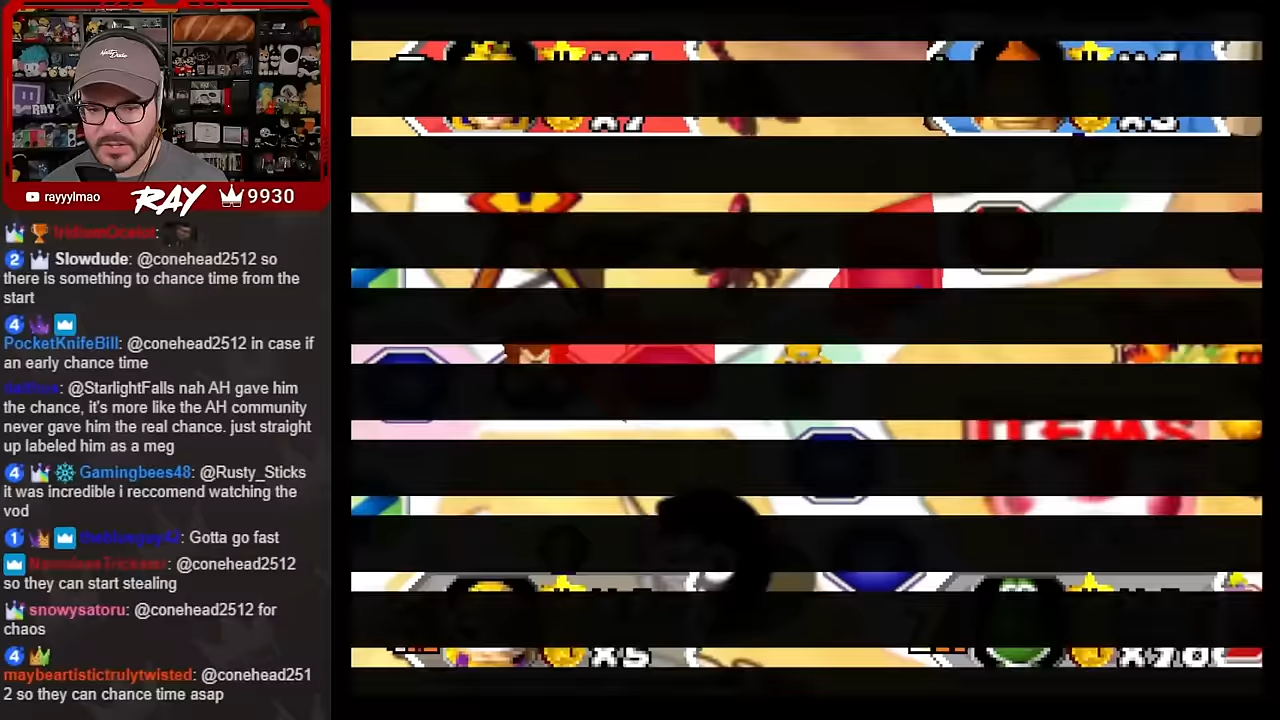 rayyylmao RAY 9930
IridiumOcelot:
2 Slowdude: @conehead2512 so
there is something to chance time from the
start
4
PocketKnifeBill: @conehead2512 in case if
an early chance time
: @StarlightFalls nah AH gave him
the chance, it's more like the AH community
never gave him the real chance. just straight
up labeled him as a meg
4 Gamingbees48: @Rusty_Sticks
it was incredible i reccomend watching the
vod
1 theblueguy42: Gotta go fast
: @conehead2512
so they can start stealing
snowysatoru: @conehead2512 for
chaos
4
maybeartistictrulytwisted: @conehead251
2 so they can chance time asap
ITEMS